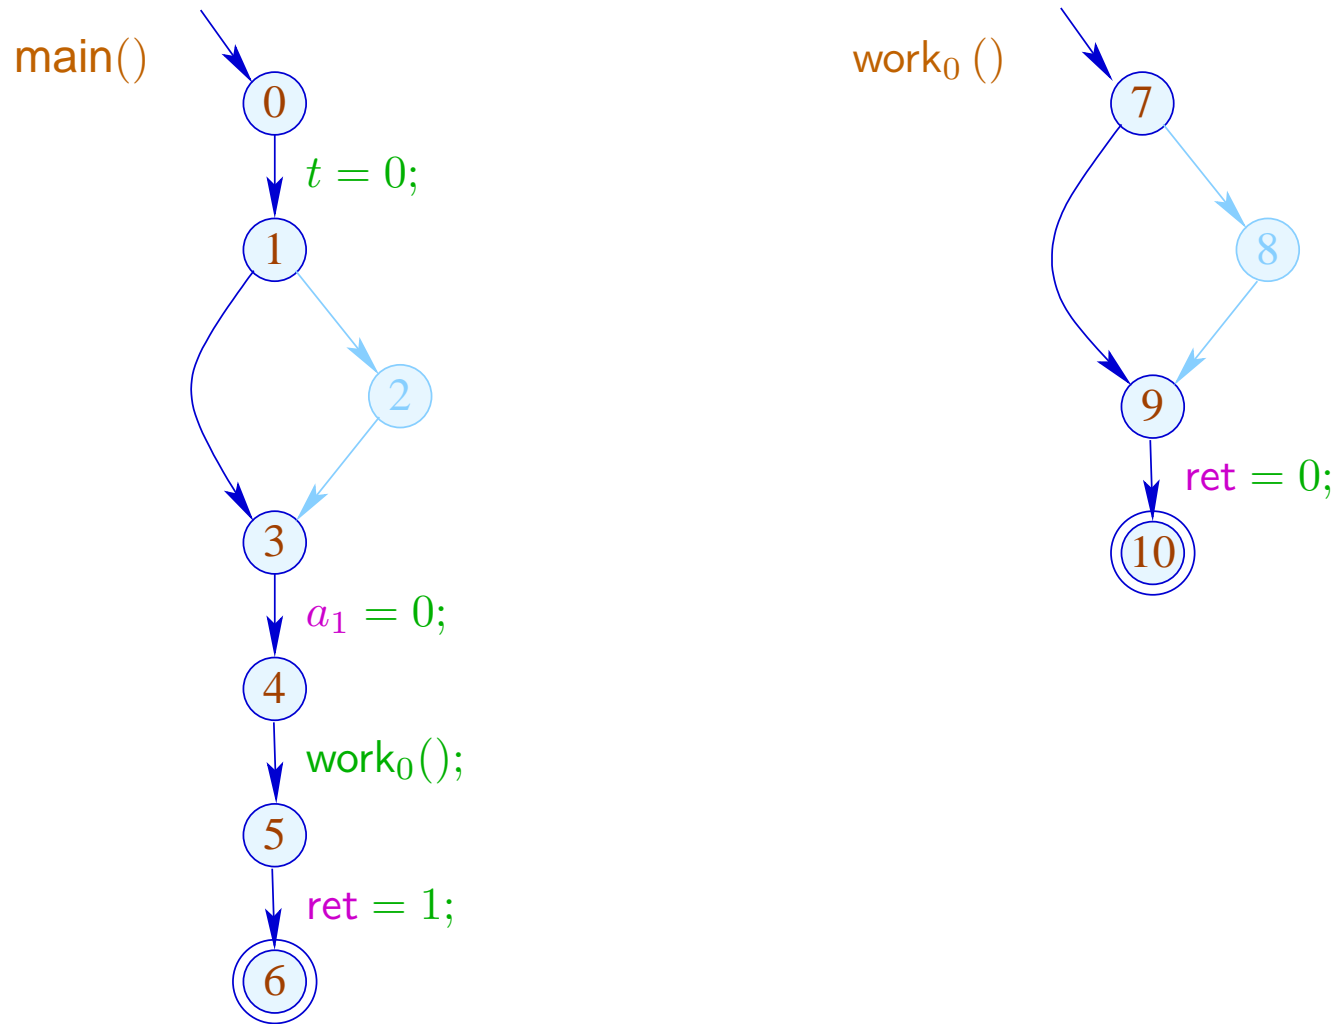 main()
work₀ ()
0
7
t = 0;
1
8
2
9
ret = 0;
3
10
a₁ = 0;
4
work₀();
5
ret = 1;
6